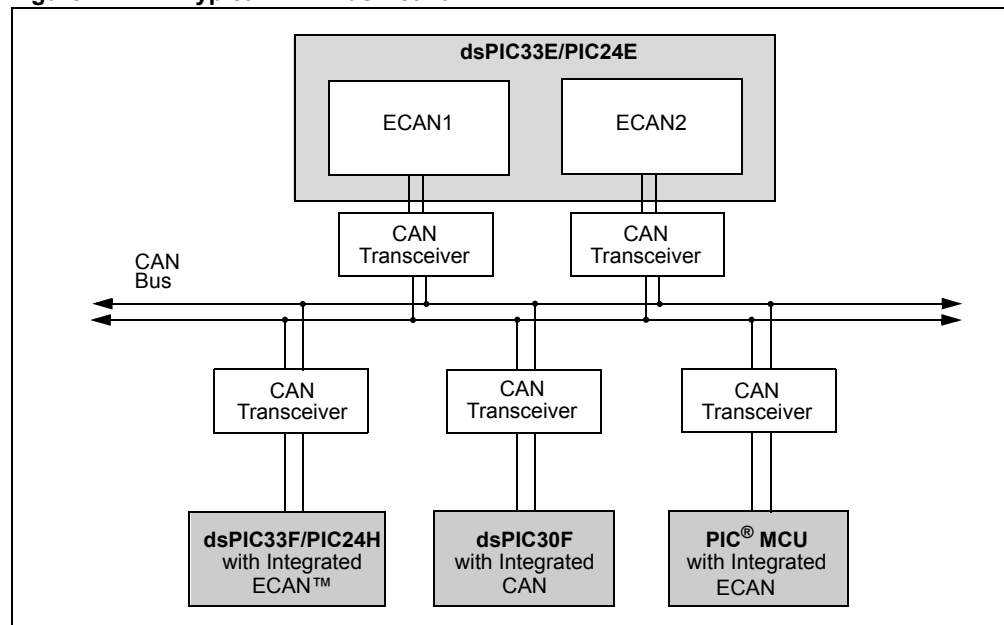 dsPIC33E/PIC24E
ECAN1
ECAN2
CAN
Transceiver
CAN
Transceiver
CAN
Bus
CAN
Transceiver
CAN
Transceiver
CAN
Transceiver
dsPIC33F/PIC24H
with Integrated
ECAN™
dsPIC30F
with Integrated
CAN
PIC® MCU
with Integrated
ECAN